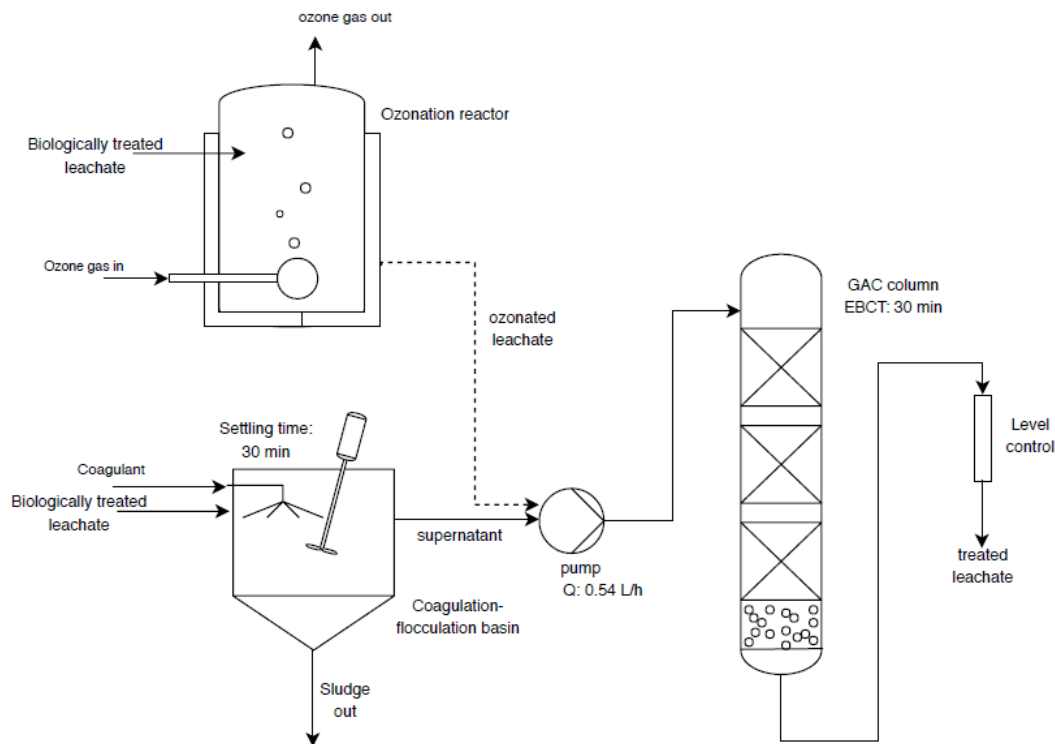 ozone gas out
Ozonation reactor
Biologically treated
leachate
Ozone gas in
ozonated
leachate
GAC column
EBCT: 30 min
Settling time:
30 min
Coagulant
Biologically treated
leachate
supernatant
pump
Q: 0.54 L/h
Coagulation-
flocculation basin
Sludge
out
Level
control
treated
leachate